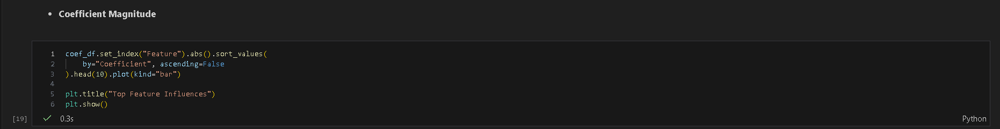 • Coefficient Magnitude
1 coef_df.set_index("Feature").abs().sort_values(
2     by="Coefficient", ascending=False
3 ).head(10).plot(kind="bar")
4
5 plt.title("Top Feature Influences")
6 plt.show()
[19] ✓ 0.3s Python